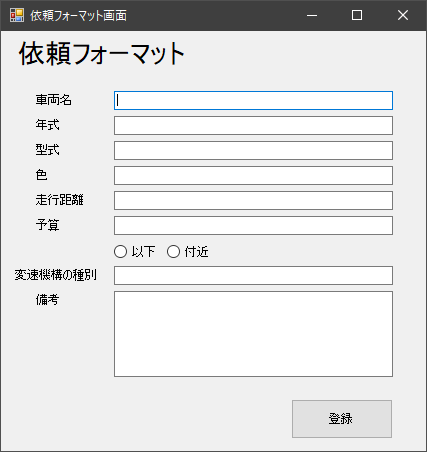 依頼フォーマット画面
依頼フォーマット
車両名
年式
型式
色
走行距離
予算
以下 付近
変速機構の種別
備考
登録